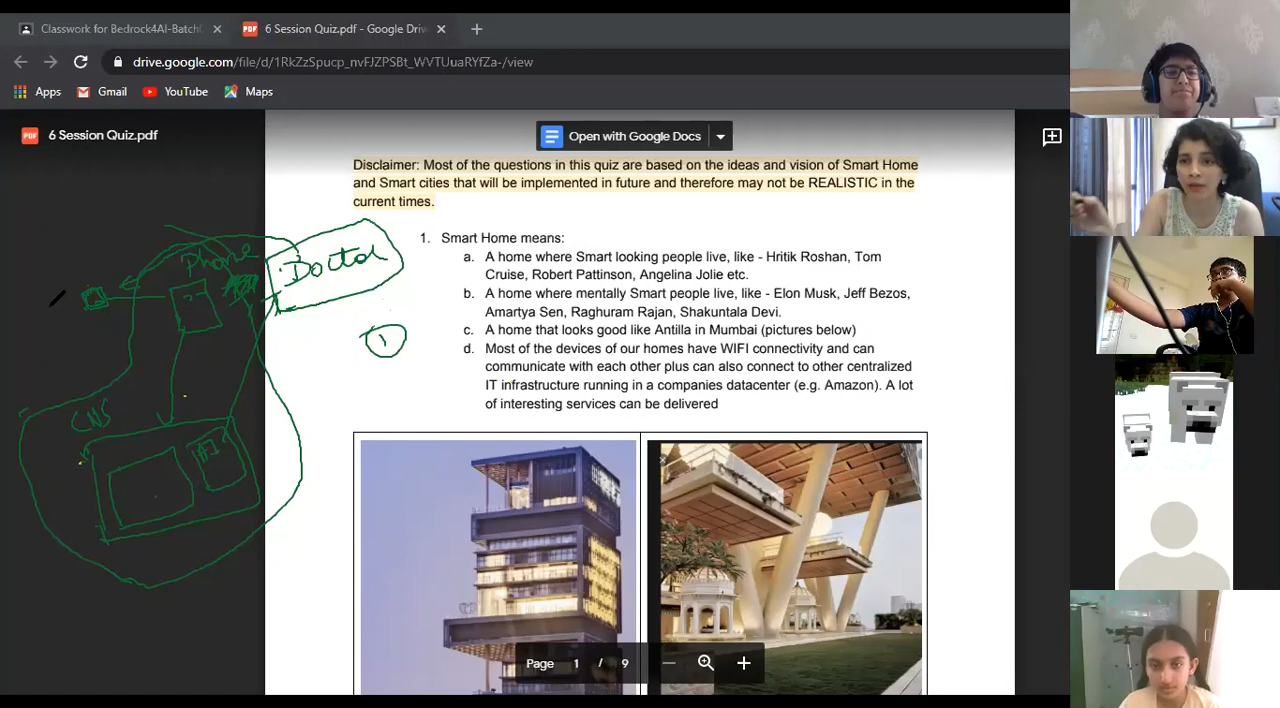 Classwork for Bedrock4AI-Batch
6 Session Quiz.pdf - Google Driv
drive.google.com/file/d/1RkZzSpucp_nvFJZPSBt_WVTUuaRYfZa-/view
Apps
Gmail
YouTube
Maps
PDF
6 Session Quiz.pdf
Open with Google Docs
Disclaimer: Most of the questions in this quiz are based on the ideas and vision of Smart Home
and Smart cities that will be implemented in future and therefore may not be REALISTIC in the
current times.
1. Smart Home means:
a. A home where Smart looking people live, like - Hritik Roshan, Tom
Cruise, Robert Pattinson, Angelina Jolie etc.
b. A home where mentally Smart people live, like - Elon Musk, Jeff Bezos,
Amartya Sen, Raghuram Rajan, Shakuntala Devi.
c. A home that looks good like Antilla in Mumbai (pictures below)
d. Most of the devices of our homes have WIFI connectivity and can
communicate with each other plus can also connect to other centralized
IT infrastructure running in a companies datacenter (e.g. Amazon). A lot
of interesting services can be delivered
Phone
Doctor
1
CNS
AI
Page 1 / 9